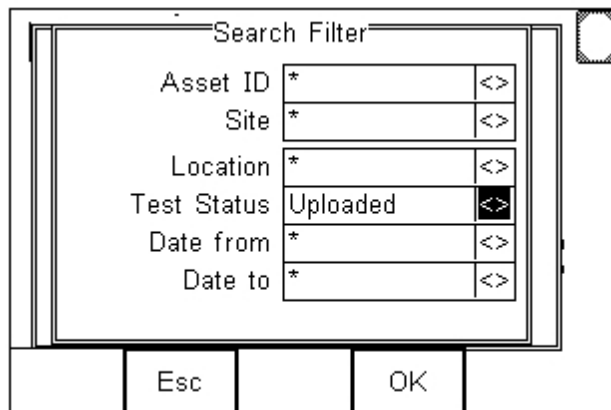 Search Filter
Asset ID * <>
Site * <>
Location * <>
Test Status Uploaded <>
Date from * <>
Date to * <>
Esc OK